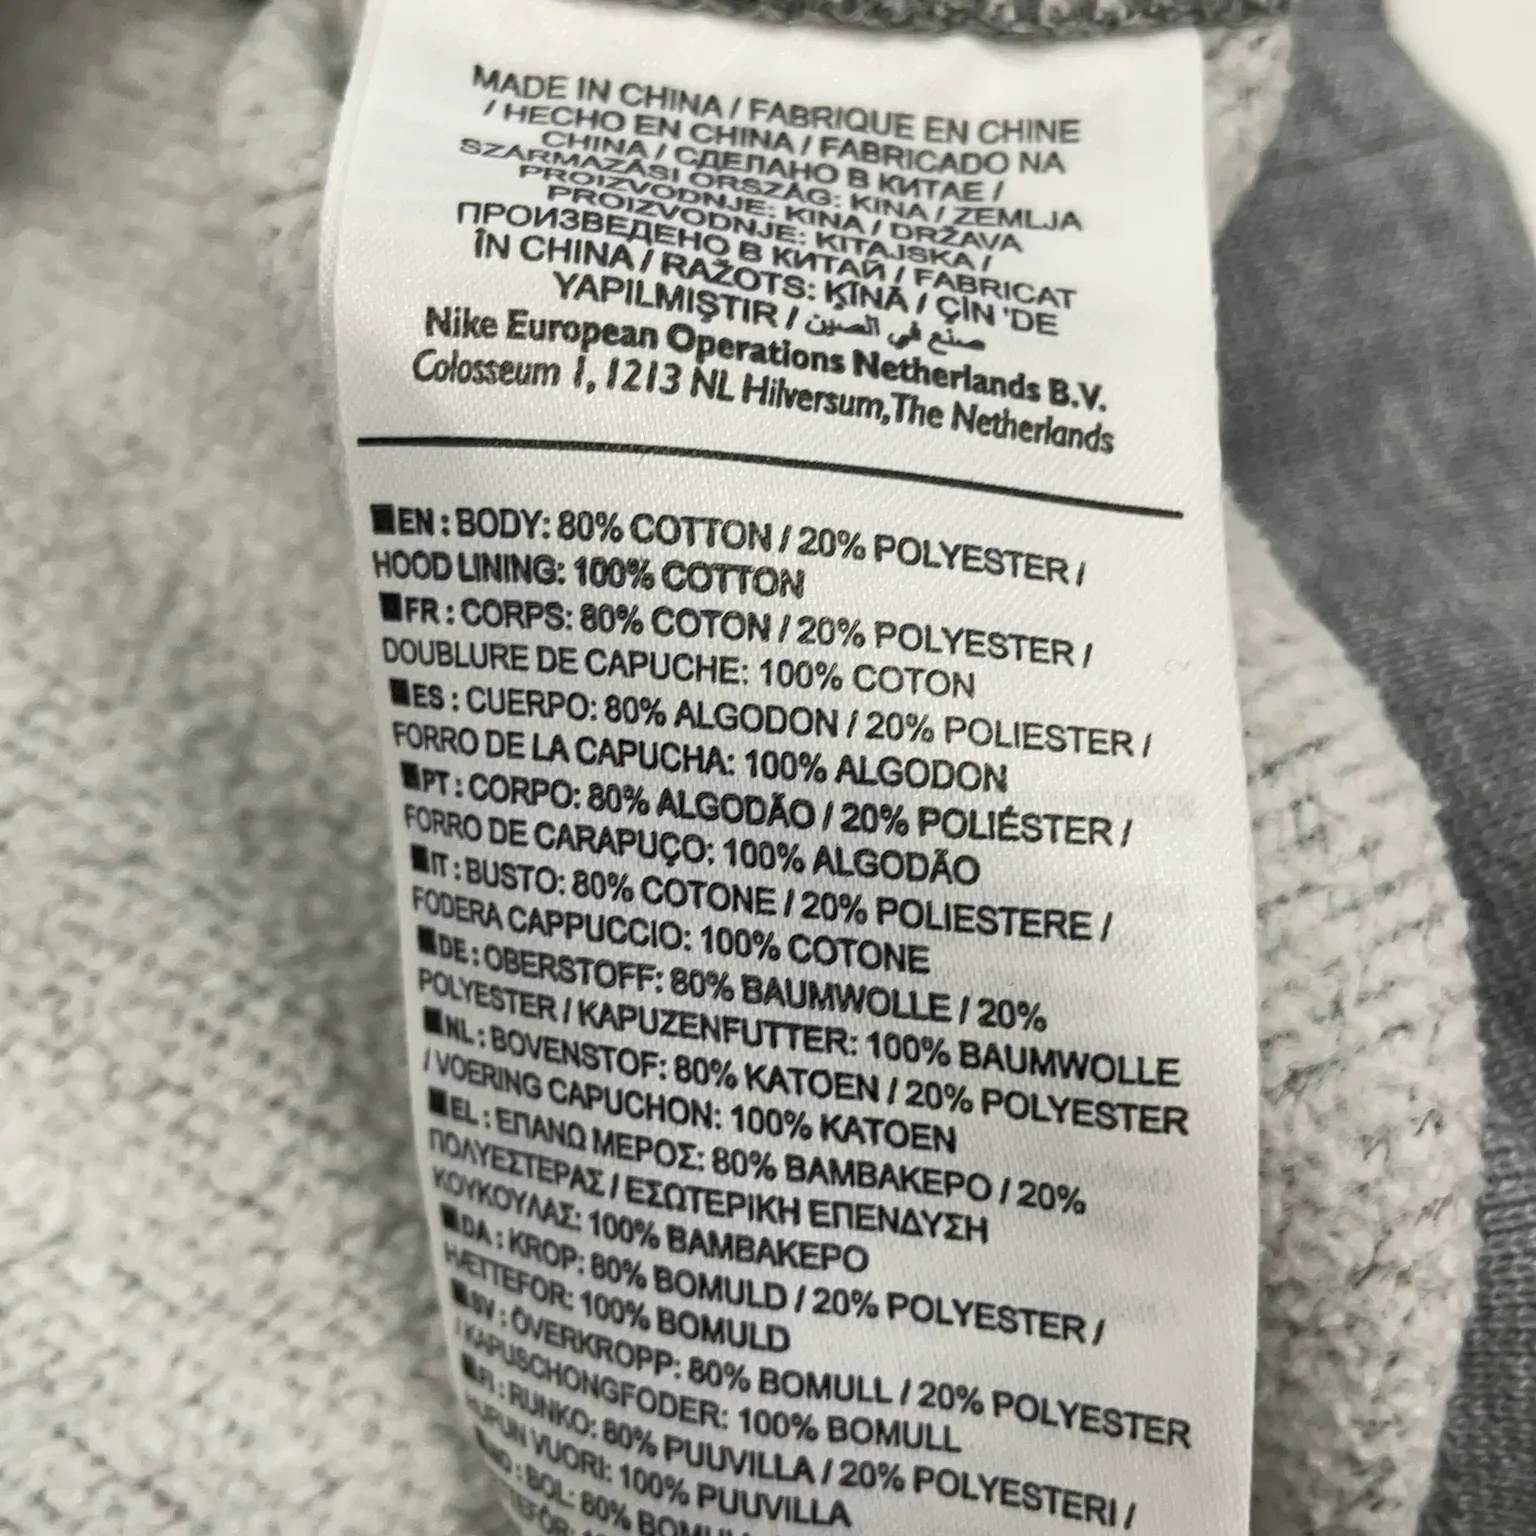 MADE IN CHINA / FABRIQUE EN CHINE
/ HECHO EN CHINA / FABRICADO NA
CHINA / СДЕЛАНО В КИТАЕ /
SZÁRMAZÁSI ORSZÁG: KÍNA / ZEMLJA
PROIZVODNJE: KINA / DRŽAVA
PROIZVODNJE: KITAJSKA /
ПРОИЗВЕДЕНО В КИТАЙ / FABRICAT
ÎN CHINA / RAŽOTS: ĶĪNĀ / ÇİN 'DE
YAPILMIŞTIR / صنع في الصين
Nike European Operations Netherlands B.V.
Colosseum 1, 1213 NL Hilversum, The Netherlands
■EN : BODY: 80% COTTON / 20% POLYESTER /
HOOD LINING: 100% COTTON
■FR : CORPS: 80% COTON / 20% POLYESTER /
DOUBLURE DE CAPUCHE: 100% COTON
■ES : CUERPO: 80% ALGODON / 20% POLIESTER /
FORRO DE LA CAPUCHA: 100% ALGODON
■PT : CORPO: 80% ALGODÃO / 20% POLIÉSTER /
FORRO DE CARAPUÇO: 100% ALGODÃO
■IT : BUSTO: 80% COTONE / 20% POLIESTERE /
FODERA CAPPUCCIO: 100% COTONE
■DE : OBERSTOFF: 80% BAUMWOLLE / 20%
POLYESTER / KAPUZENFUTTER: 100% BAUMWOLLE
■NL : BOVENSTOF: 80% KATOEN / 20% POLYESTER
/ VOERING CAPUCHON: 100% KATOEN
■EL : ΕΠΑΝΩ ΜΕΡΟΣ: 80% ΒΑΜΒΑΚΕΡΟ / 20%
ΠΟΛΥΕΣΤΕΡΑΣ / ΕΣΩΤΕΡΙΚΗ ΕΠΕΝΔΥΣΗ
ΚΟΥΚΟΥΛΑΣ: 100% ΒΑΜΒΑΚΕΡΟ
■DA : KROP: 80% BOMULD / 20% POLYESTER /
HÆTTEFOR: 100% BOMULD
■SV : ÖVERKROPP: 80% BOMULL / 20% POLYESTER
/ KAPUSCHONGFODER: 100% BOMULL
■FI : RUNKO: 80% PUUVILLA / 20% POLYESTERI /
VUORI: 100% PUUVILLA
■NO : BOL: 80%